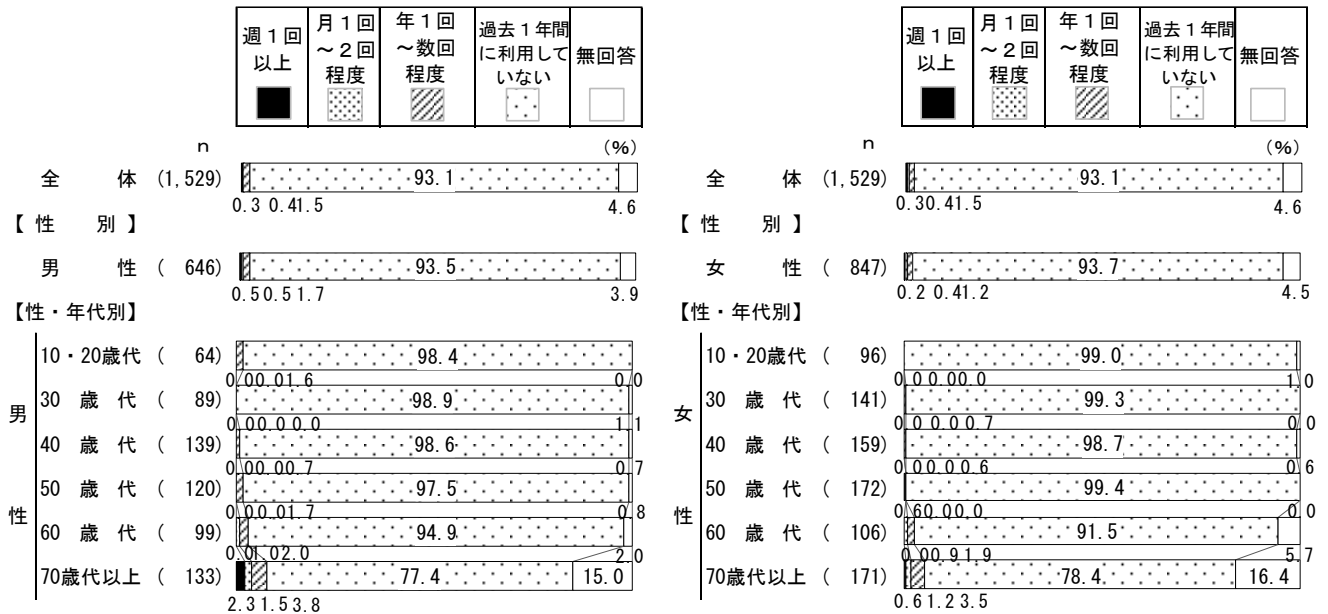 週１回以上 月１回～２回程度 年１回～数回程度 過去１年間に利用していない 無回答
n (%)
全体 (1,529) 93.1
0.3 0.4 1.5 4.6
【性別】
男性 ( 646) 93.5
0.5 0.5 1.7 3.9
【性・年代別】
男性
10・20歳代 ( 64) 98.4
0.0 0.0 1.6 0.0
30歳代 ( 89) 98.9
0.0 0.0 0.0 1.1
40歳代 ( 139) 98.6
0.0 0.0 0.7 0.7
50歳代 ( 120) 97.5
0.0 0.0 1.7 0.8
60歳代 ( 99) 94.9
0.0 1.0 2.0 2.0
70歳代以上 ( 133) 77.4 15.0
2.3 1.5 3.8
週１回以上 月１回～２回程度 年１回～数回程度 過去１年間に利用していない 無回答
n (%)
全体 (1,529) 93.1
0.3 0.4 1.5 4.6
【性別】
女性 ( 847) 93.7
0.2 0.4 1.2 4.5
【性・年代別】
女性
10・20歳代 ( 96) 99.0
0.0 0.0 0.0 1.0
30歳代 ( 141) 99.3
0.0 0.0 0.7 0.0
40歳代 ( 159) 98.7
0.0 0.0 0.6 0.6
50歳代 ( 172) 99.4
0.6 0.0 0.0 0.0
60歳代 ( 106) 91.5
0.0 0.9 1.9 5.7
70歳代以上 ( 171) 78.4 16.4
0.6 1.2 3.5